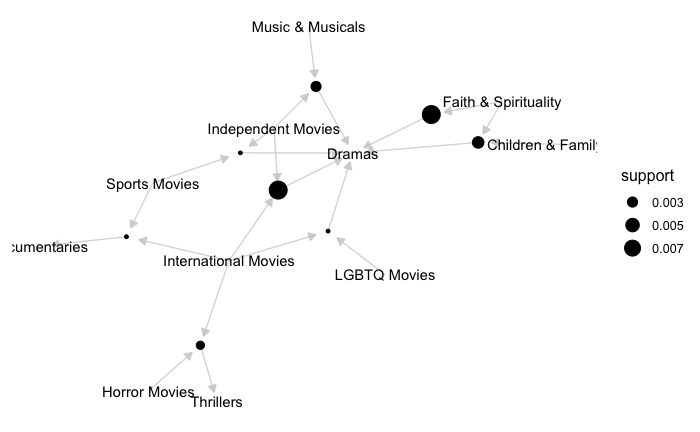 Music & Musicals
Faith & Spirituality
Independent Movies
Children & Family
Dramas
support
Sports Movies
0.003
0.005
cumentaries
0.007
International Movies
LGBTQ Movies
Horror Movies
Thrillers